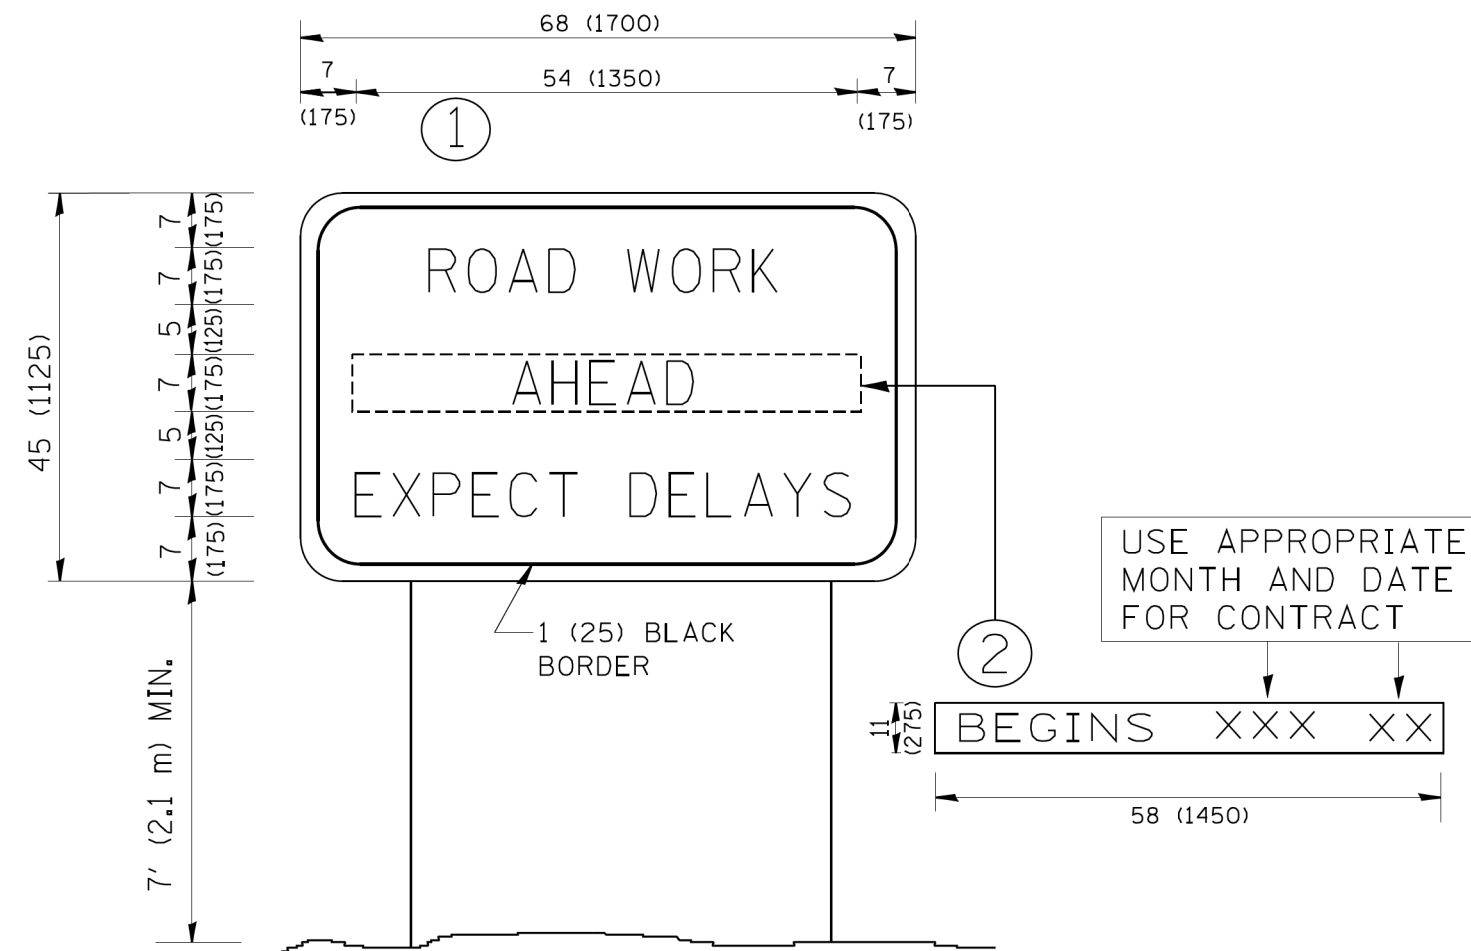 68 (1700)
7
54 (1350)
7
(175)
(175)
1
ROAD WORK
AHEAD
EXPECT DELAYS
45 (1125)
7 (175)
7 (175)
5 (125)
7 (175)
5 (125)
7 (175)
7 (175)
7' (2.1 m) MIN.
1 (25) BLACK
BORDER
2
USE APPROPRIATE
MONTH AND DATE
FOR CONTRACT
11
(275)
BEGINS XXX XX
58 (1450)